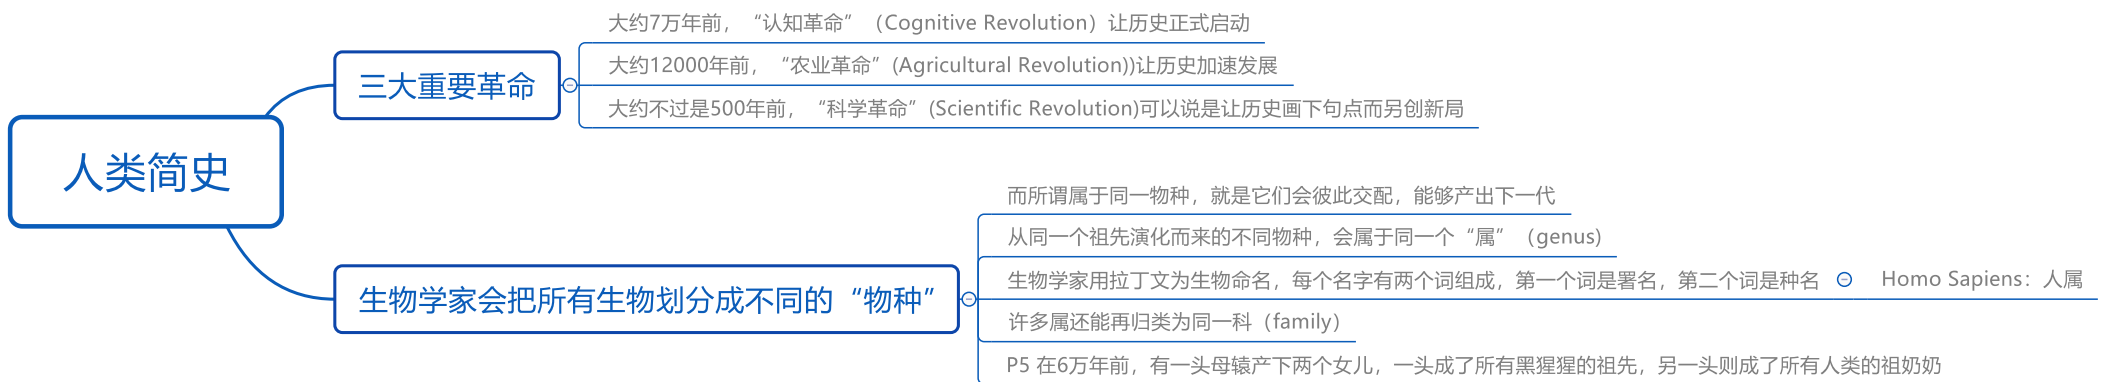 人类简史
三大重要革命
大约7万年前，“认知革命”（Cognitive Revolution）让历史正式启动
大约12000年前，“农业革命”(Agricultural Revolution))让历史加速发展
大约不过是500年前，“科学革命”(Scientific Revolution)可以说是让历史画下句点而另创新局
生物学家会把所有生物划分成不同的“物种”
而所谓属于同一物种，就是它们会彼此交配，能够产出下一代
从同一个祖先演化而来的不同物种，会属于同一个“属”（genus)
生物学家用拉丁文为生物命名，每个名字有两个词组成，第一个词是署名，第二个词是种名
Homo Sapiens：人属
许多属还能再归类为同一科（family）
P5 在6万年前，有一头母辕产下两个女儿，一头成了所有黑猩猩的祖先，另一头则成了所有人类的祖奶奶